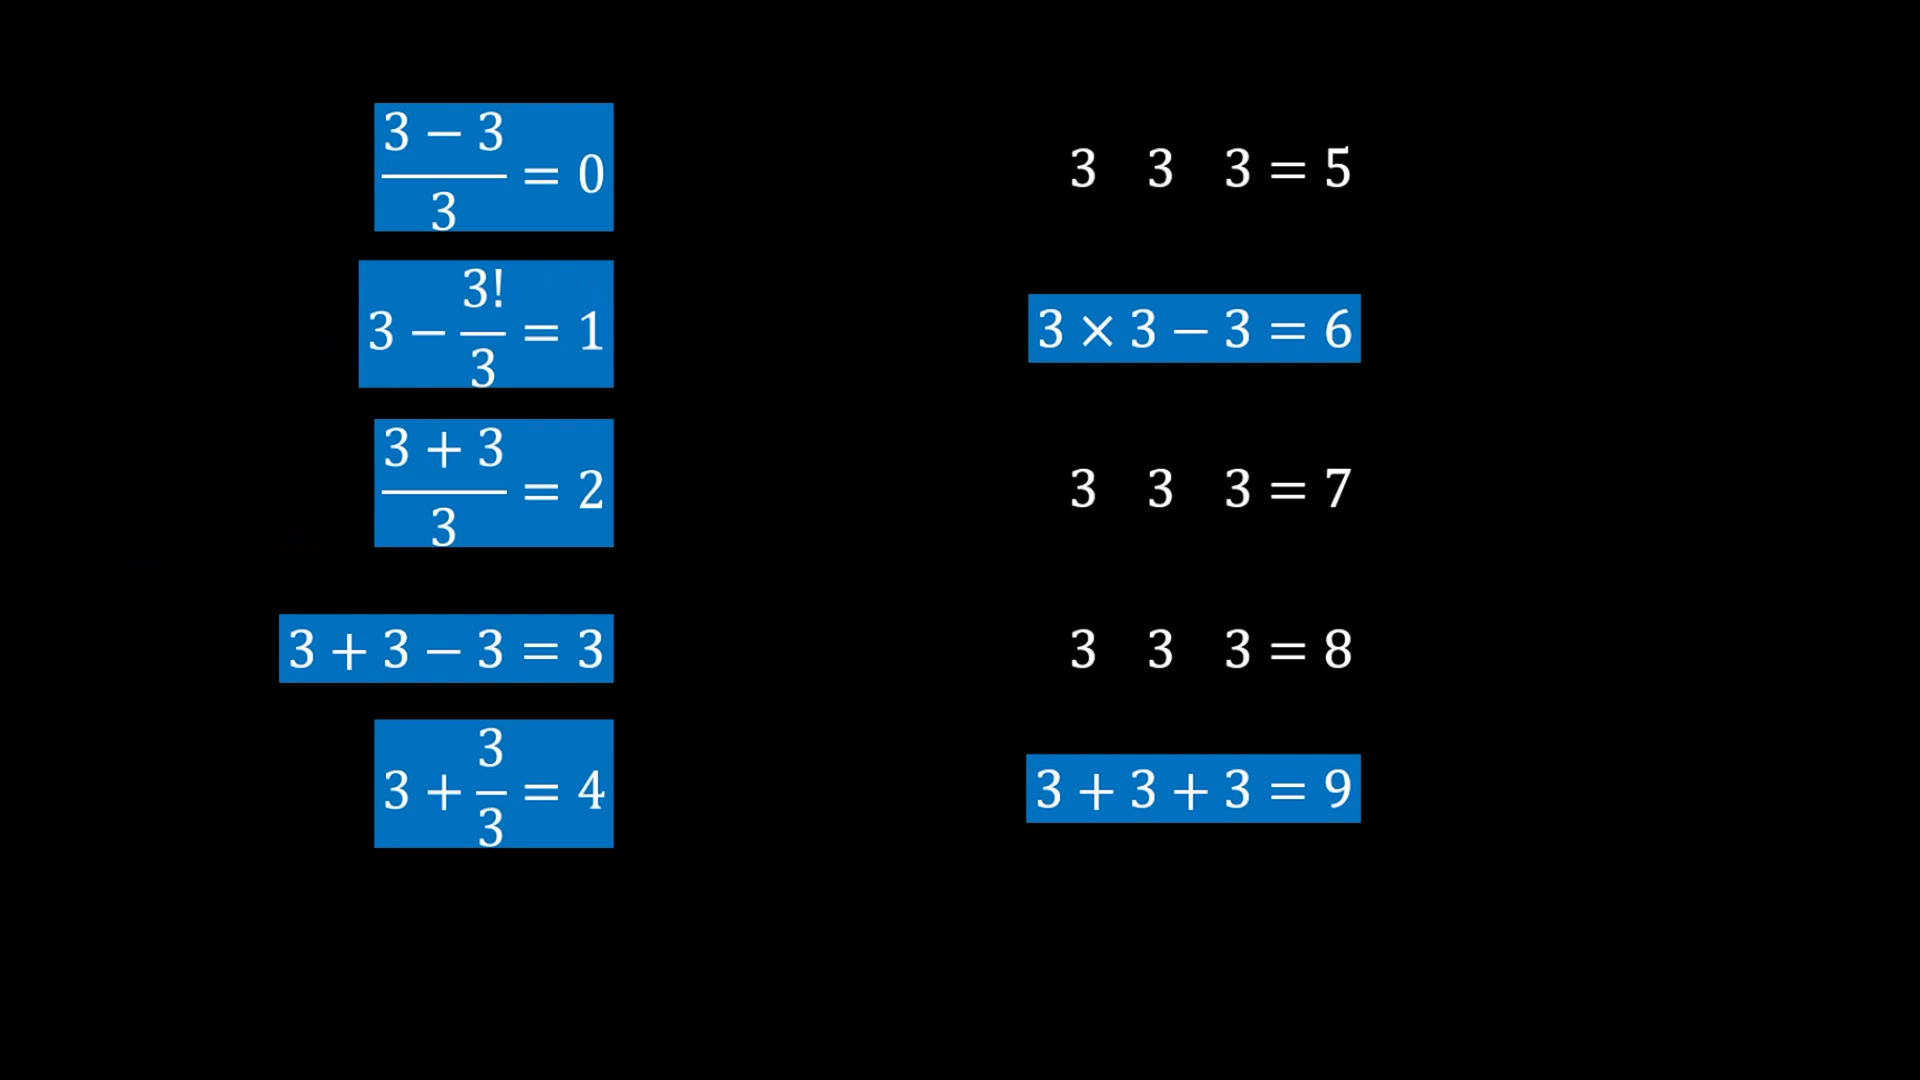 (3 − 3)/3 = 0
3 − 3!/3 = 1
(3 + 3)/3 = 2
3 + 3 − 3 = 3
3 + 3/3 = 4
3 3 3 = 5
3 × 3 − 3 = 6
3 3 3 = 7
3 3 3 = 8
3 + 3 + 3 = 9